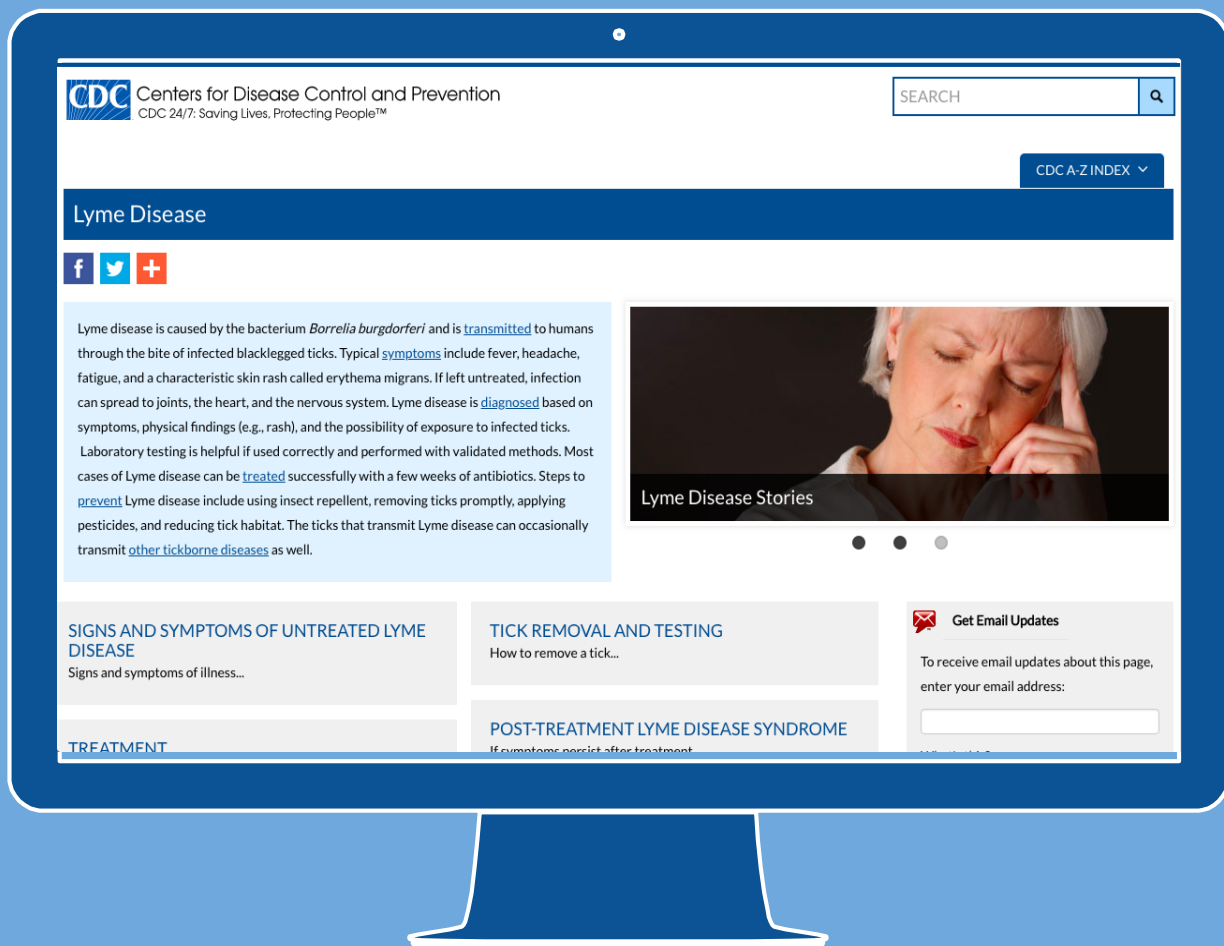 CDC Centers for Disease Control and Prevention
CDC 24/7: Saving Lives, Protecting People™
SEARCH
CDC A-Z INDEX
Lyme Disease
Lyme disease is caused by the bacterium Borrelia burgdorferi and is transmitted to humans
through the bite of infected blacklegged ticks. Typical symptoms include fever, headache,
fatigue, and a characteristic skin rash called erythema migrans. If left untreated, infection
can spread to joints, the heart, and the nervous system. Lyme disease is diagnosed based on
symptoms, physical findings (e.g., rash), and the possibility of exposure to infected ticks.
Laboratory testing is helpful if used correctly and performed with validated methods. Most
cases of Lyme disease can be treated successfully with a few weeks of antibiotics. Steps to
prevent Lyme disease include using insect repellent, removing ticks promptly, applying
pesticides, and reducing tick habitat. The ticks that transmit Lyme disease can occasionally
transmit other tickborne diseases as well.
Lyme Disease Stories
SIGNS AND SYMPTOMS OF UNTREATED LYME
DISEASE
Signs and symptoms of illness...
TREATMENT
TICK REMOVAL AND TESTING
How to remove a tick...
POST-TREATMENT LYME DISEASE SYNDROME
If symptoms persist after treatment
Get Email Updates
To receive email updates about this page,
enter your email address: